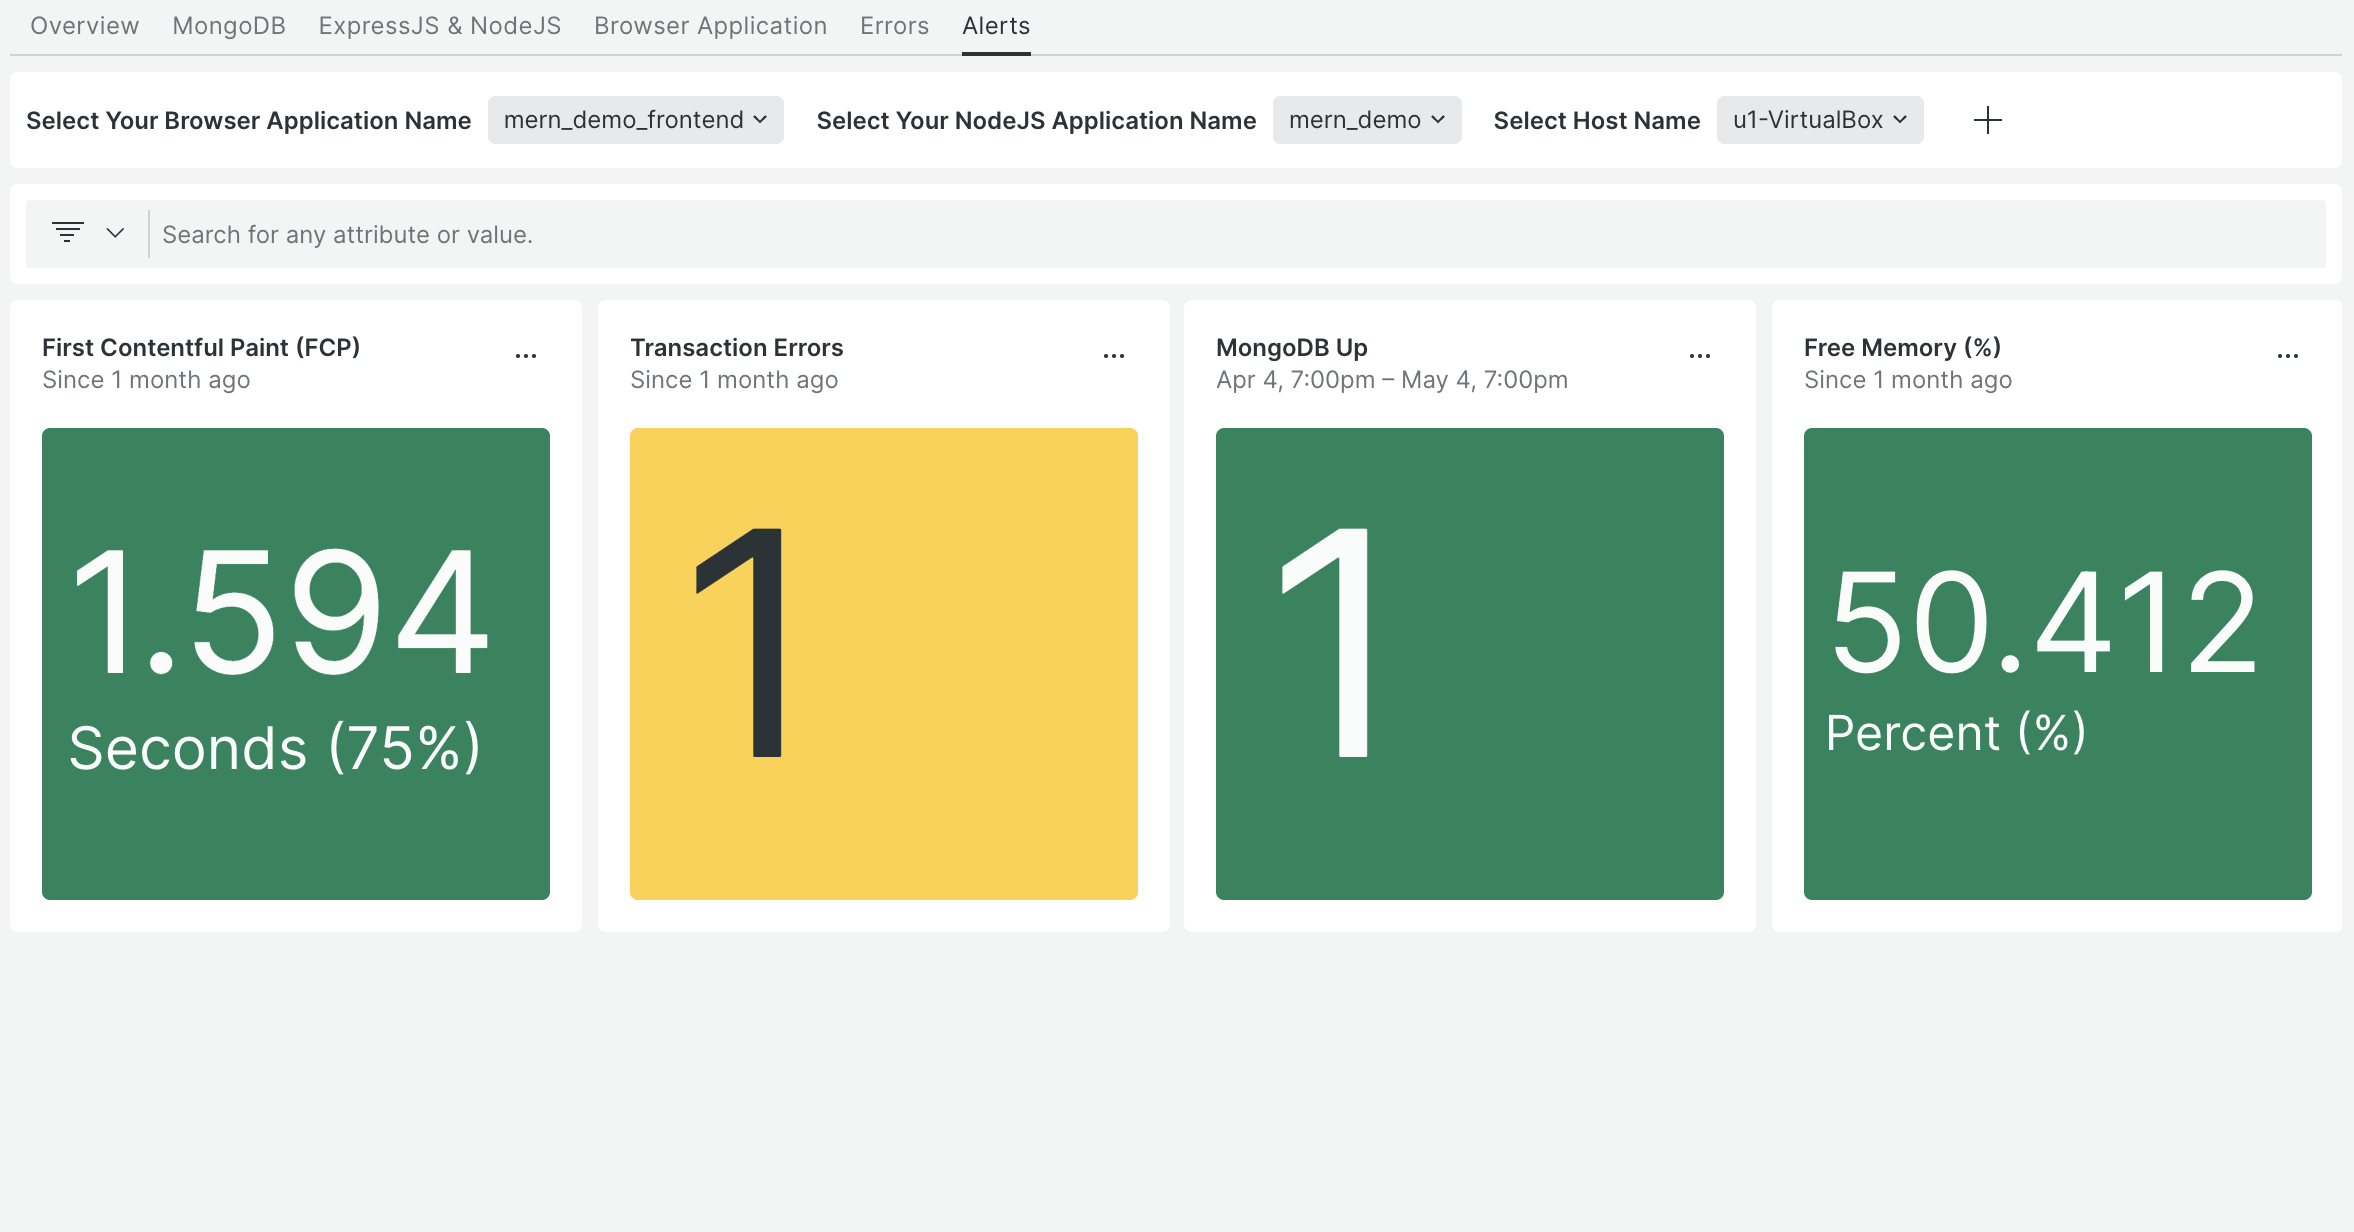 Overview MongoDB ExpressJS & NodeJS Browser Application Errors Alerts
Select Your Browser Application Name mern_demo_frontend Select Your NodeJS Application Name mern_demo Select Host Name u1-VirtualBox
Search for any attribute or value.
First Contentful Paint (FCP)
Since 1 month ago
1.594
Seconds (75%)
Transaction Errors
Since 1 month ago
1
MongoDB Up
Apr 4, 7:00pm – May 4, 7:00pm
1
Free Memory (%)
Since 1 month ago
50.412
Percent (%)